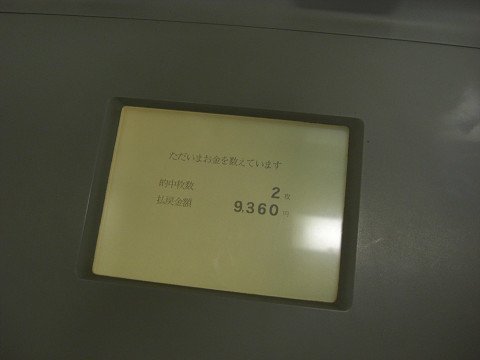 ただいまお金を数えています
的中枚数 2 枚
払戻金額 9,360 円